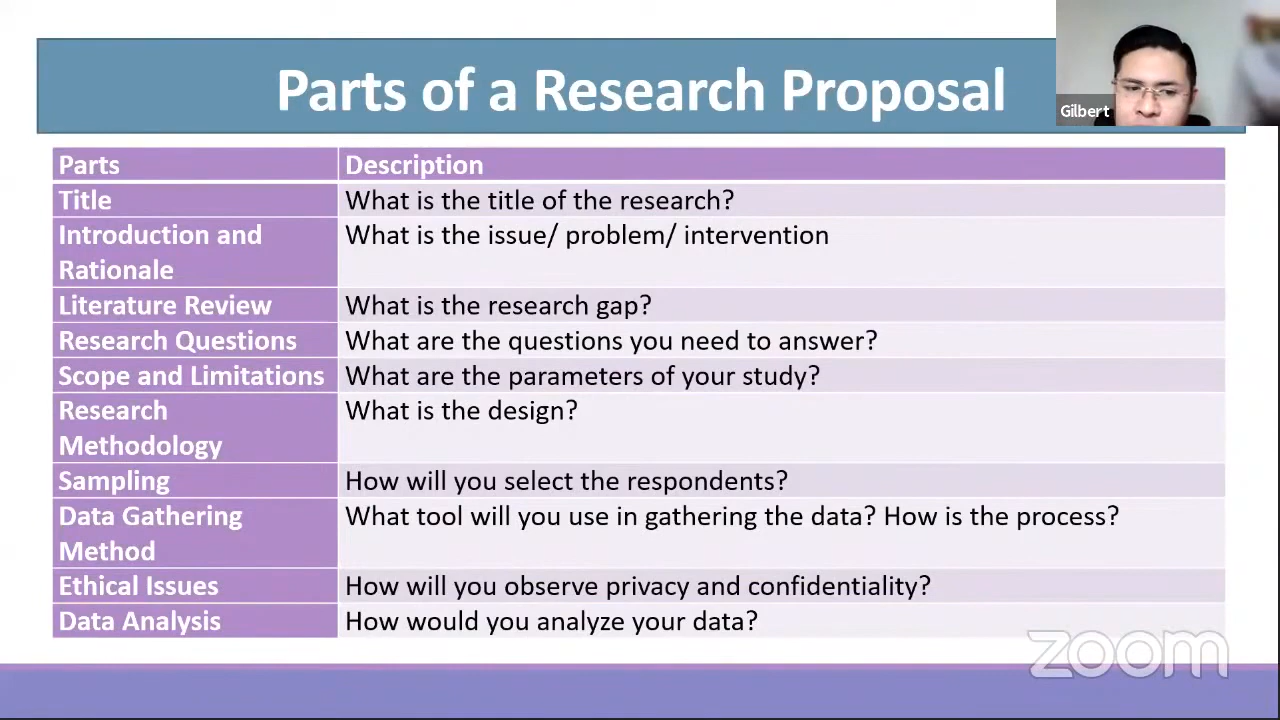 Parts of a Research Proposal
Gilbert
Parts Description
Title What is the title of the research?
Introduction and What is the issue/ problem/ intervention
Rationale
Literature Review What is the research gap?
Research Questions What are the questions you need to answer?
Scope and Limitations What are the parameters of your study?
Research What is the design?
Methodology
Sampling How will you select the respondents?
Data Gathering What tool will you use in gathering the data? How is the process?
Method
Ethical Issues How will you observe privacy and confidentiality?
Data Analysis How would you analyze your data?
zoom